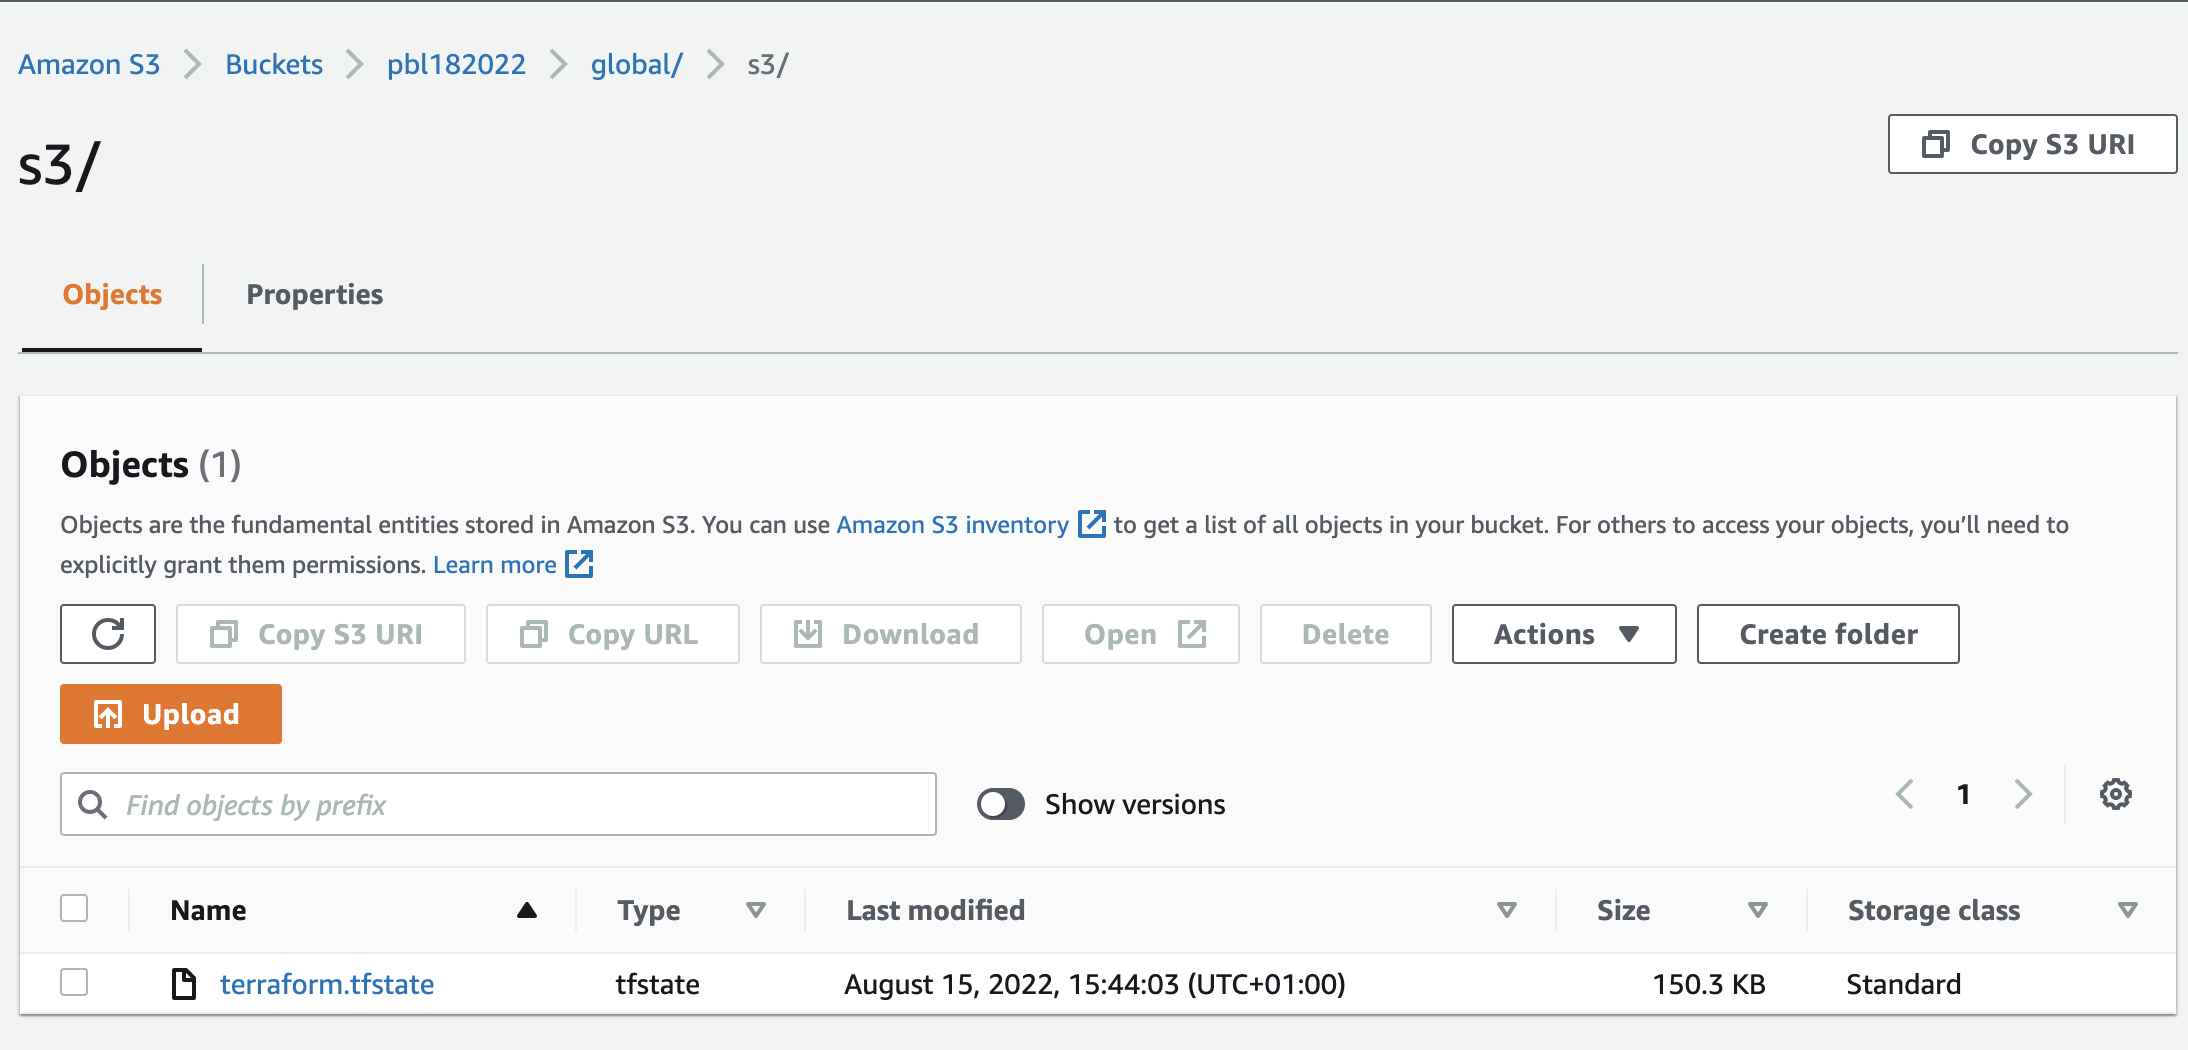 Amazon S3 Buckets pbl182022 global/ s3/
s3/
Copy S3 URI
Objects Properties
Objects (1)
Objects are the fundamental entities stored in Amazon S3. You can use Amazon S3 inventory to get a list of all objects in your bucket. For others to access your objects, you’ll need to
explicitly grant them permissions. Learn more
Copy S3 URI Copy URL Download Open Delete Actions Create folder
Upload
Find objects by prefix Show versions 1
Name Type Last modified Size Storage class
terraform.tfstate tfstate August 15, 2022, 15:44:03 (UTC+01:00) 150.3 KB Standard